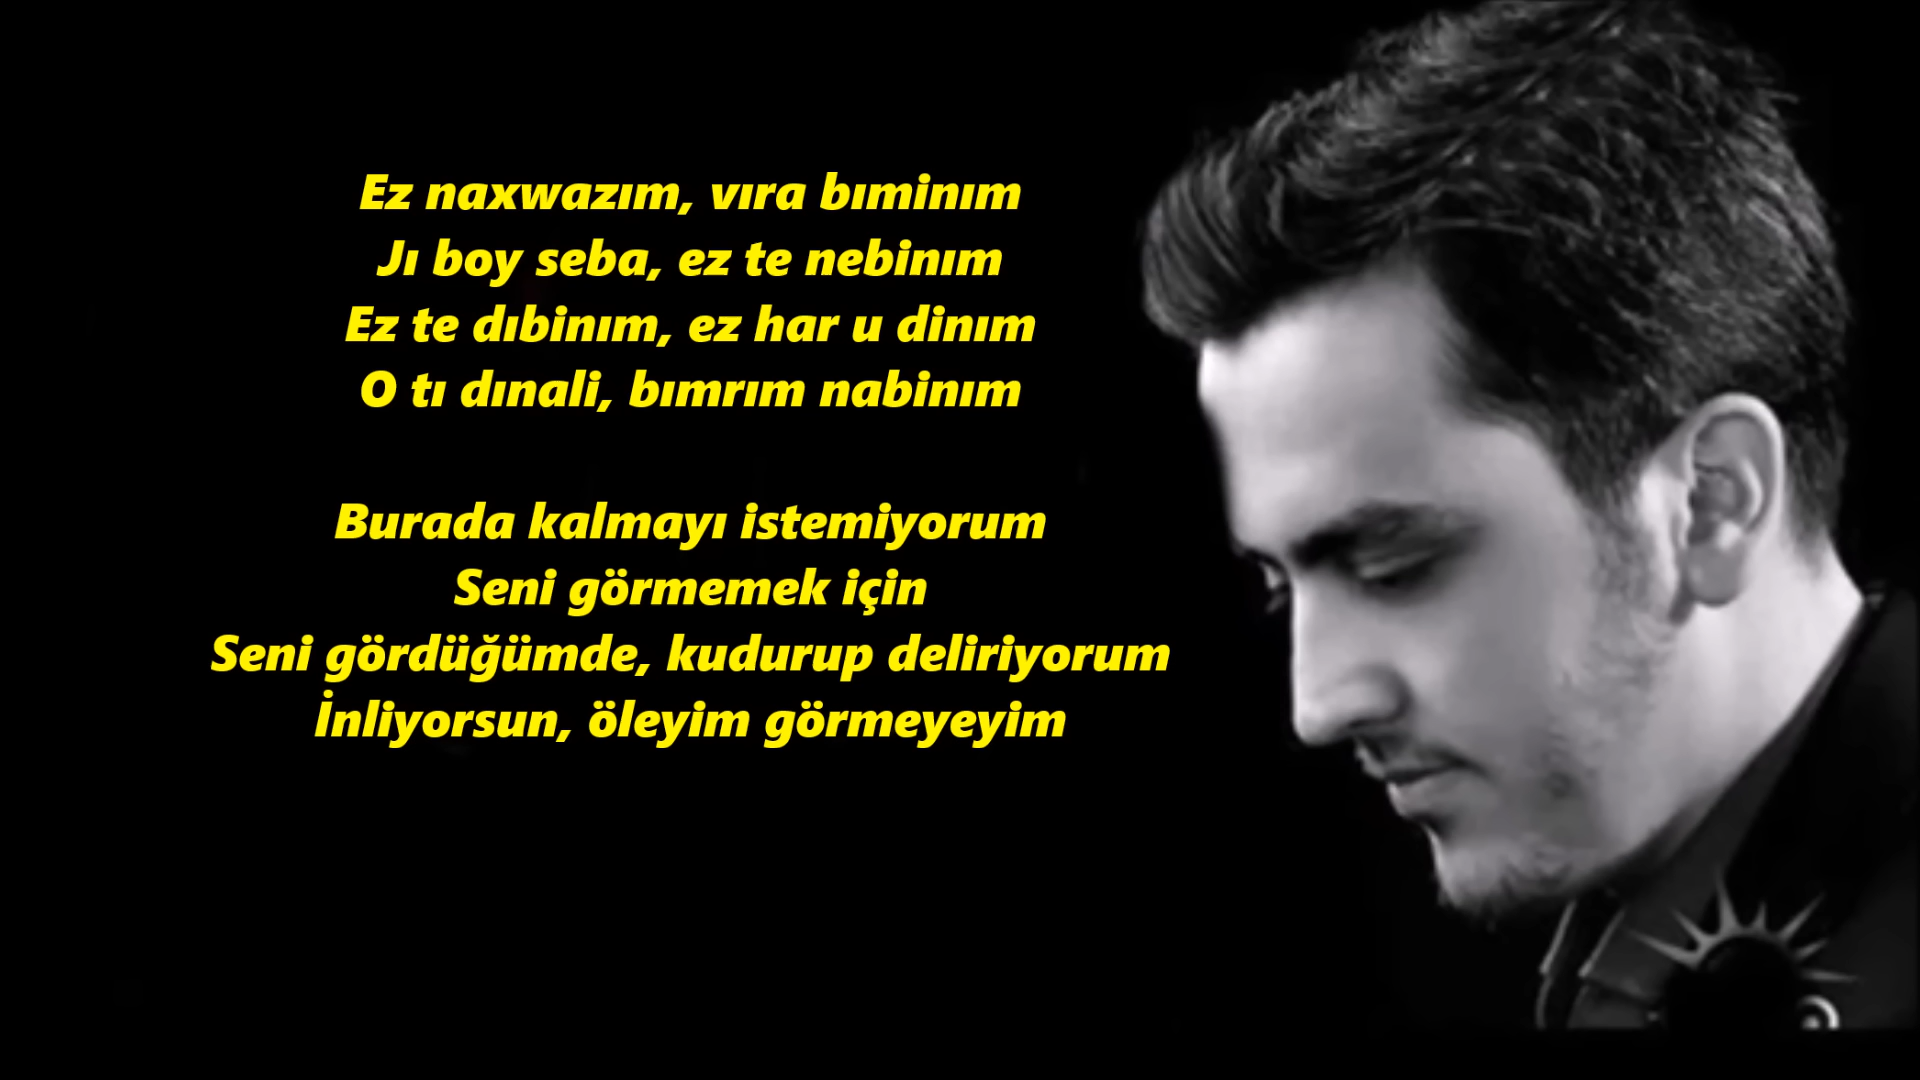 Ez naxwazım, vıra bıminım
Jı boy seba, ez te nebinım
Ez te dıbinım, ez har u dinım
O tı dınali, bımrım nabinım
Burada kalmayı istemiyorum
Seni görmemek için
Seni gördüğümde, kudurup deliriyorum
İnliyorsun, öleyim görmeyeyim